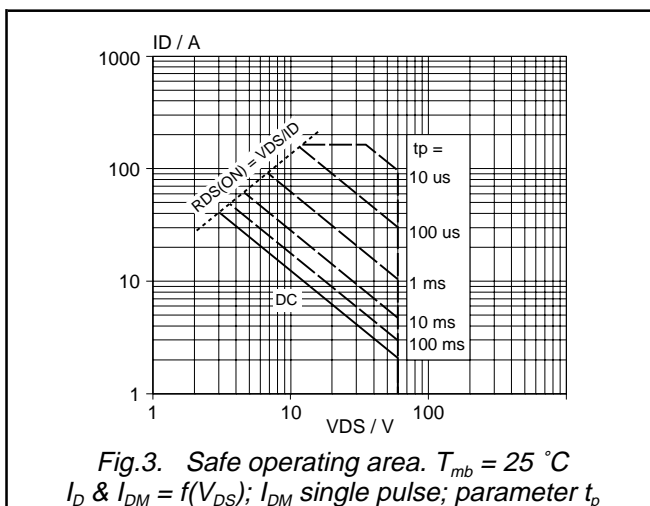 ID / A
1000
100
10
1
RDS(ON) = VDS/ID
tp =
10 us
100 us
1 ms
10 ms
100 ms
DC
1
10
100
VDS / V
Fig.3. Safe operating area. Tmb = 25 ˚C
ID & IDM = f(VDS); IDM single pulse; parameter tp